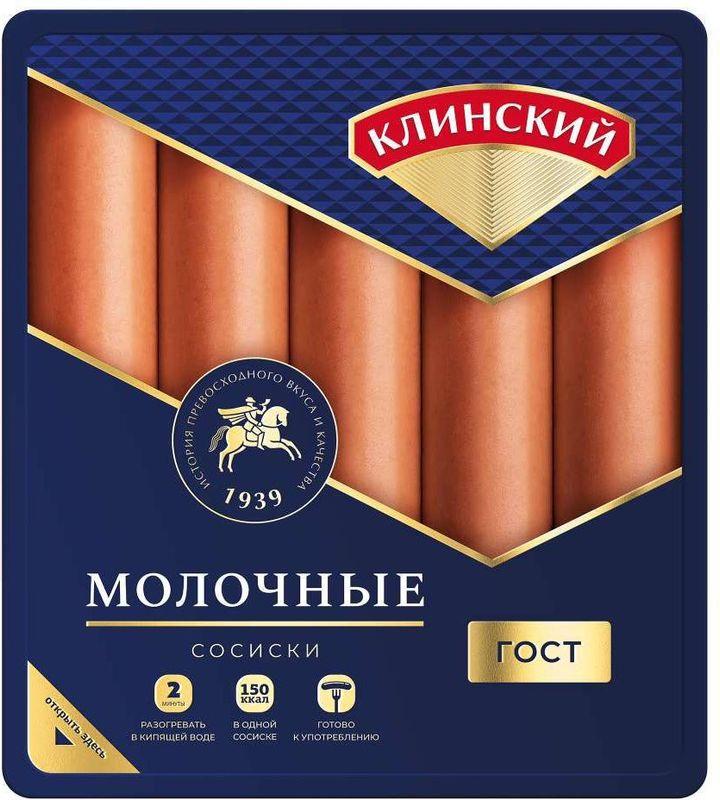 КЛИНСКИЙ
ИСТОРИЯ ПРЕВОСХОДНОГО ВКУСА И КАЧЕСТВА
1939
МОЛОЧНЫЕ
СОСИСКИ
ГОСТ
2
МИНУТЫ
РАЗОГРЕВАТЬ
В КИПЯЩЕЙ ВОДЕ
150
ККАЛ
В ОДНОЙ
СОСИСКЕ
ГОТОВО
К УПОТРЕБЛЕНИЮ
открыть здесь